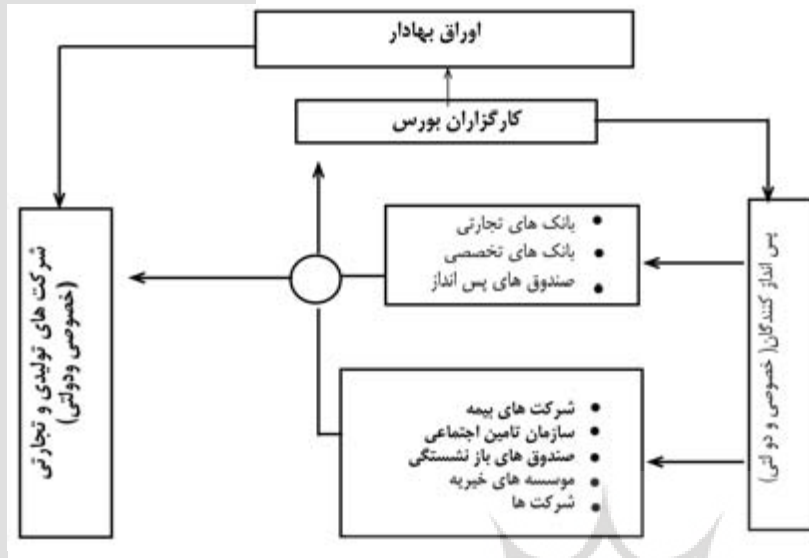 اوراق بهادار
کارگزاران بورس
بانک های تجارتی
بانک های تخصصی
صندوق های پس انداز
شرکت های بیمه
سازمان تامین اجتماعی
صندوق های باز نشستگی
موسسه های خیریه
شرکت ها
پس انداز کنندگان( خصوصی و دو لتی)
شرکت های تولیدی و تجارتی
(خصوصی ودولتی)